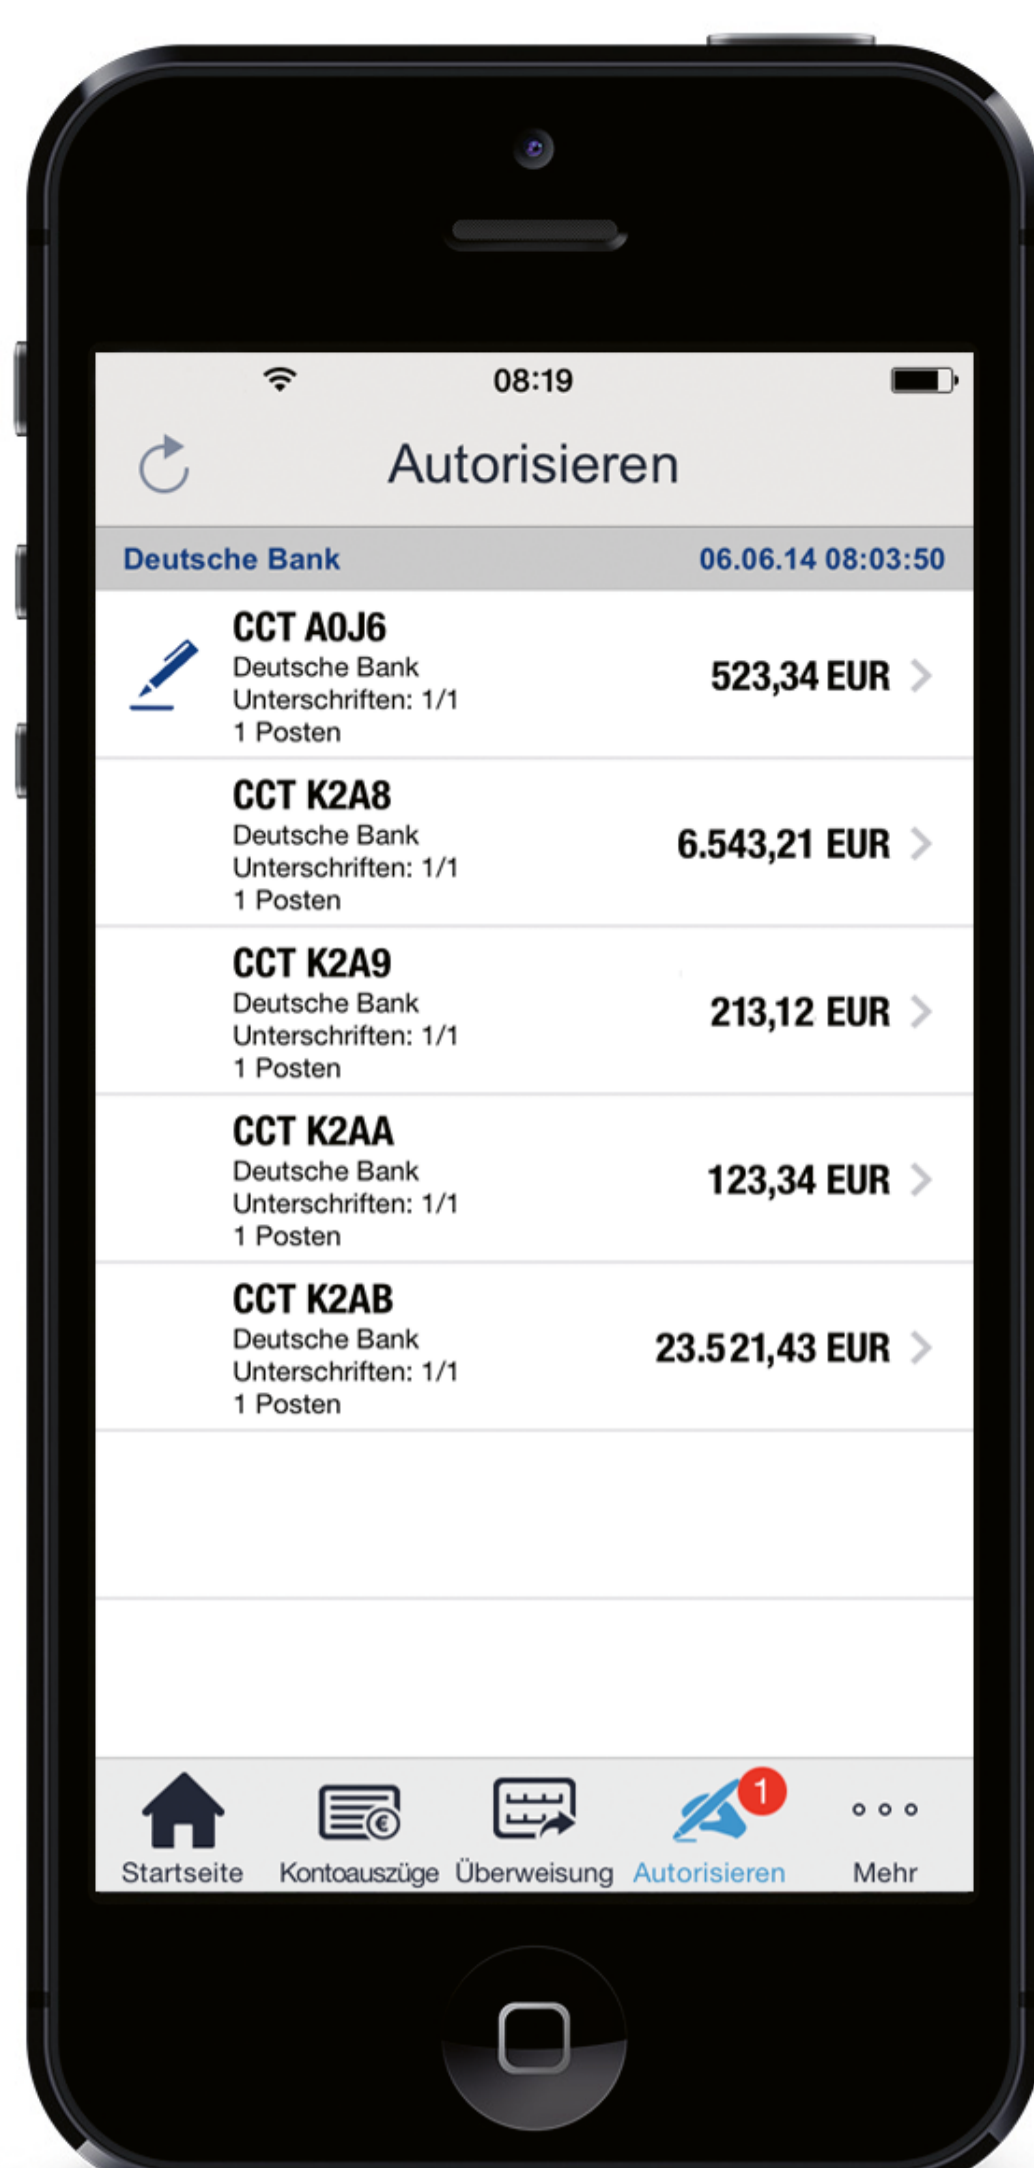 08:19
Autorisieren
Deutsche Bank 06.06.14 08:03:50
CCT A0J6
Deutsche Bank
Unterschriften: 1/1
1 Posten
523,34 EUR
CCT K2A8
Deutsche Bank
Unterschriften: 1/1
1 Posten
6.543,21 EUR
CCT K2A9
Deutsche Bank
Unterschriften: 1/1
1 Posten
213,12 EUR
CCT K2AA
Deutsche Bank
Unterschriften: 1/1
1 Posten
123,34 EUR
CCT K2AB
Deutsche Bank
Unterschriften: 1/1
1 Posten
23.521,43 EUR
€ 1
Startseite Kontoauszüge Überweisung Autorisieren Mehr